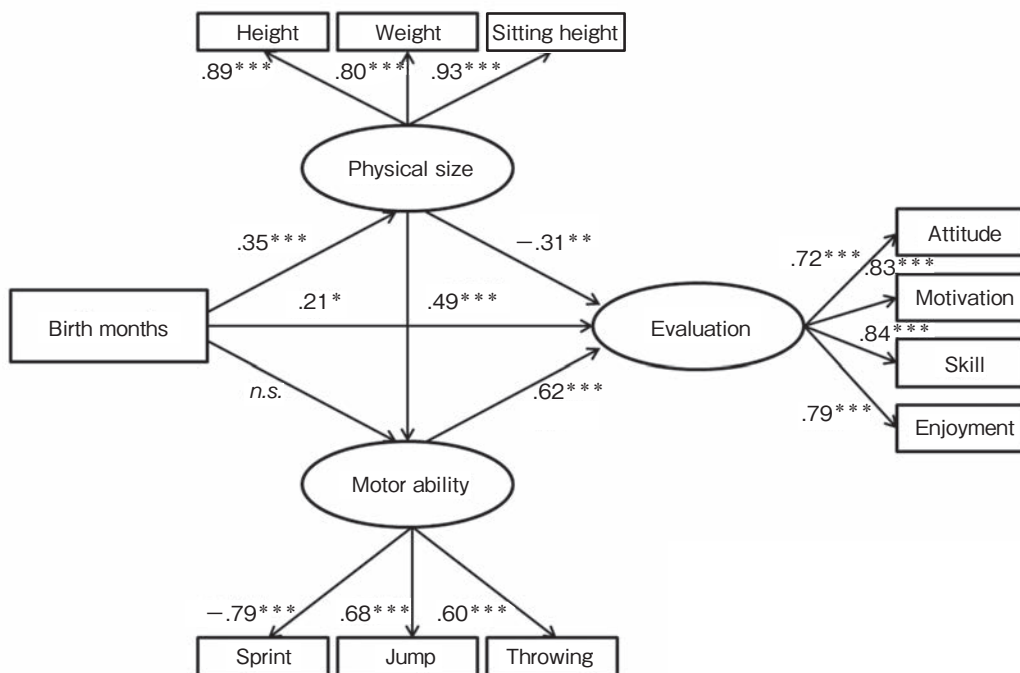 Height
Weight
Sitting height
.89***
.80***
.93***
Physical size
.35***
−.31**
Attitude
.72***
.83***
Motivation
Birth months
.21*
.49***
Evaluation
.84***
Skill
n.s.
.62***
.79***
Enjoyment
Motor ability
−.79***
.68***
.60***
Sprint
Jump
Throwing